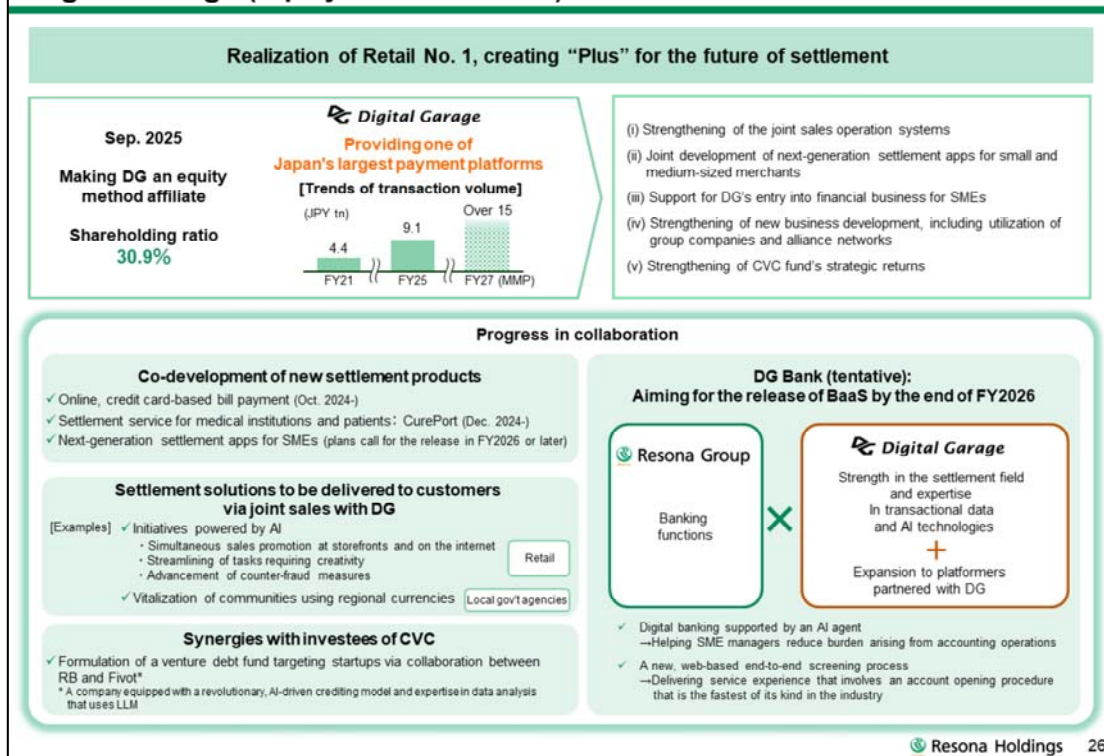 Realization of Retail No. 1, creating “Plus” for the future of settlement
Sep. 2025
Making DG an equity
method affiliate
Shareholding ratio
30.9%
DG Digital Garage
Providing one of
Japan's largest payment platforms
[Trends of transaction volume]
(JPY tn)
4.4
9.1
Over 15
FY21
FY25
FY27 (MMP)
(i) Strengthening of the joint sales operation systems
(ii) Joint development of next-generation settlement apps for small and
medium-sized merchants
(iii) Support for DG's entry into financial business for SMEs
(iv) Strengthening of new business development, including utilization of
group companies and alliance networks
(v) Strengthening of CVC fund's strategic returns
Progress in collaboration
Co-development of new settlement products
✓ Online, credit card-based bill payment (Oct. 2024-)
✓ Settlement service for medical institutions and patients: CurePort (Dec. 2024-)
✓ Next-generation settlement apps for SMEs (plans call for the release in FY2026 or later)
Settlement solutions to be delivered to customers
via joint sales with DG
[Examples] ✓ Initiatives powered by AI
・Simultaneous sales promotion at storefronts and on the internet
・Streamlining of tasks requiring creativity
・Advancement of counter-fraud measures
Retail
✓ Vitalization of communities using regional currencies
Local gov't agencies
Synergies with investees of CVC
✓ Formulation of a venture debt fund targeting startups via collaboration between
RB and Fivot*
* A company equipped with a revolutionary, AI-driven crediting model and expertise in data analysis
that uses LLM
DG Bank (tentative):
Aiming for the release of BaaS by the end of FY2026
Resona Group
Banking
functions
×
DG Digital Garage
Strength in the settlement field
and expertise
In transactional data
and AI technologies
+
Expansion to platformers
partnered with DG
✓ Digital banking supported by an AI agent
→Helping SME managers reduce burden arising from accounting operations
✓ A new, web-based end-to-end screening process
→Delivering service experience that involves an account opening procedure
that is the fastest of its kind in the industry
Resona Holdings 26